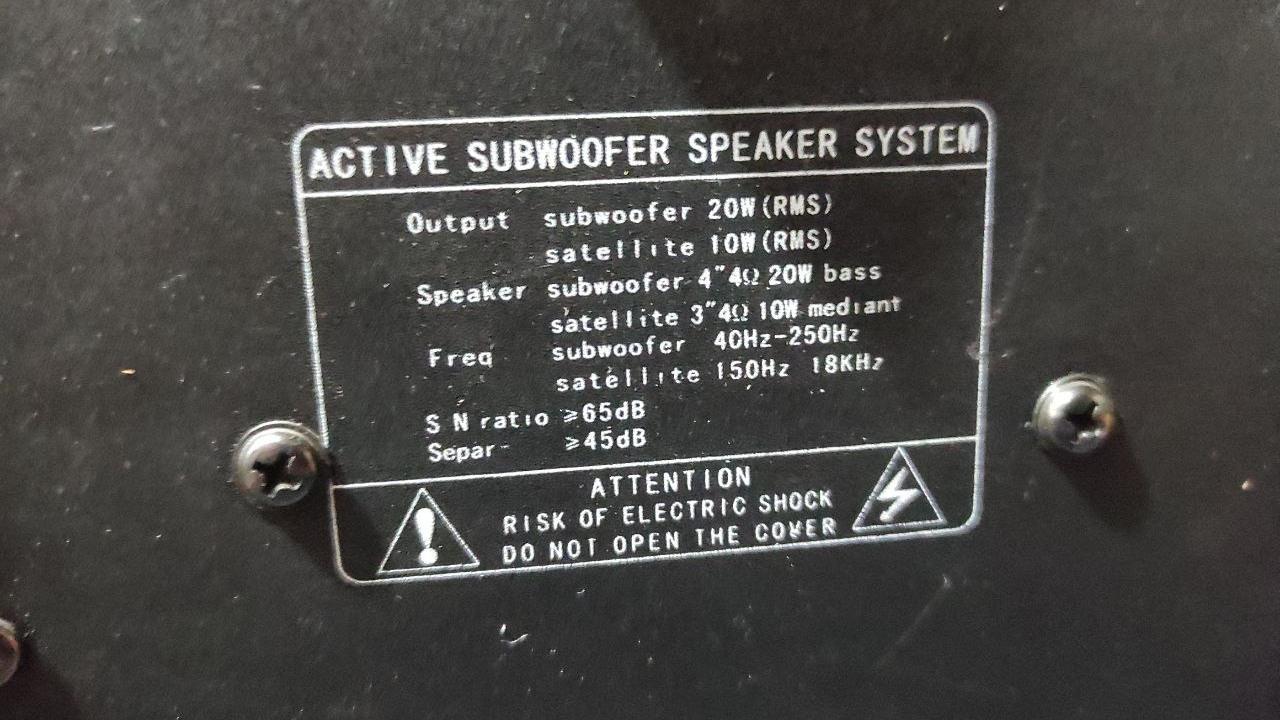 ACTIVE SUBWOOFER SPEAKER SYSTEM
Output subwoofer 20W(RMS)
satellite 10W(RMS)
Speaker subwoofer 4"4Ω 20W bass
satellite 3"4Ω 10W mediant
Freq subwoofer 40Hz-250Hz
satellite 150Hz 18KHz
S N ratio ≥65dB
Separ- ≥45dB
ATTENTION
RISK OF ELECTRIC SHOCK
DO NOT OPEN THE COVER